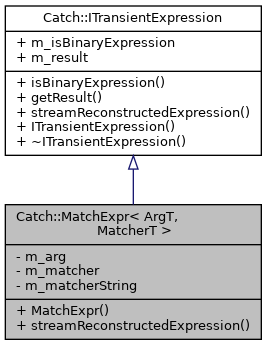 Catch::ITransientExpression
+ m_isBinaryExpression
+ m_result
+ isBinaryExpression()
+ getResult()
+ streamReconstructedExpression()
+ ITransientExpression()
+ ~ITransientExpression()
Catch::MatchExpr< ArgT,
MatcherT >
- m_arg
- m_matcher
- m_matcherString
+ MatchExpr()
+ streamReconstructedExpression()